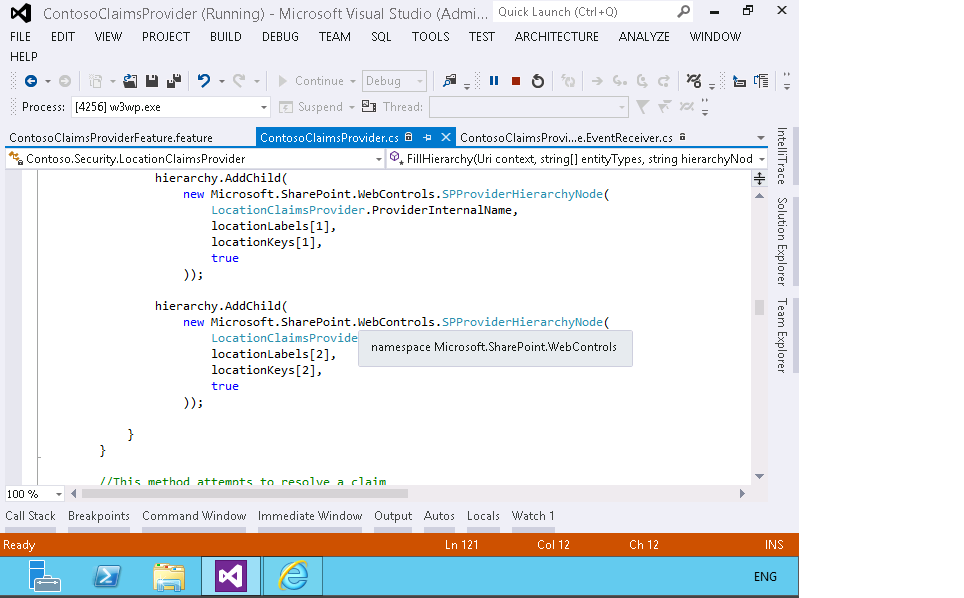 ContosoClaimsProvider (Running) - Microsoft Visual Studio (Admi... Quick Launch (Ctrl+Q)
FILE EDIT VIEW PROJECT BUILD DEBUG TEAM SQL TOOLS TEST ARCHITECTURE ANALYZE WINDOW
HELP
Continue Debug
Process: [4256] w3wp.exe Suspend Thread:
ContosoClaimsProviderFeature.feature ContosoClaimsProvider.cs ContosoClaimsProvi...e.EventReceiver.cs
Contoso.Security.LocationClaimsProvider FillHierarchy(Uri context, string[] entityTypes, string hierarchyNod
hierarchy.AddChild(
new Microsoft.SharePoint.WebControls.SPProviderHierarchyNode(
LocationClaimsProvider.ProviderInternalName,
locationLabels[1],
locationKeys[1],
true
));
hierarchy.AddChild(
new Microsoft.SharePoint.WebControls.SPProviderHierarchyNode(
LocationClaimsProvide
namespace Microsoft.SharePoint.WebControls
locationLabels[2],
locationKeys[2],
true
));
}
}
//This method attempts to resolve a claim
100 %
IntelliTrace
Solution Explorer
Team Explorer
Call Stack Breakpoints Command Window Immediate Window Output Autos Locals Watch 1
Ready Ln 121 Col 12 Ch 12 INS
ENG